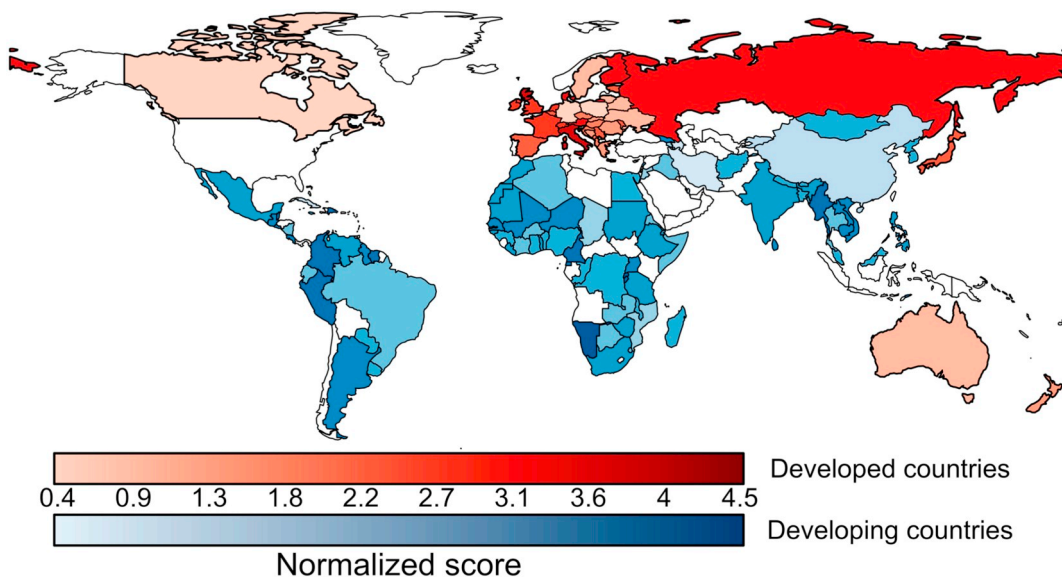 Developed countries
0.4 0.9 1.3 1.8 2.2 2.7 3.1 3.6 4 4.5
Developing countries
Normalized score